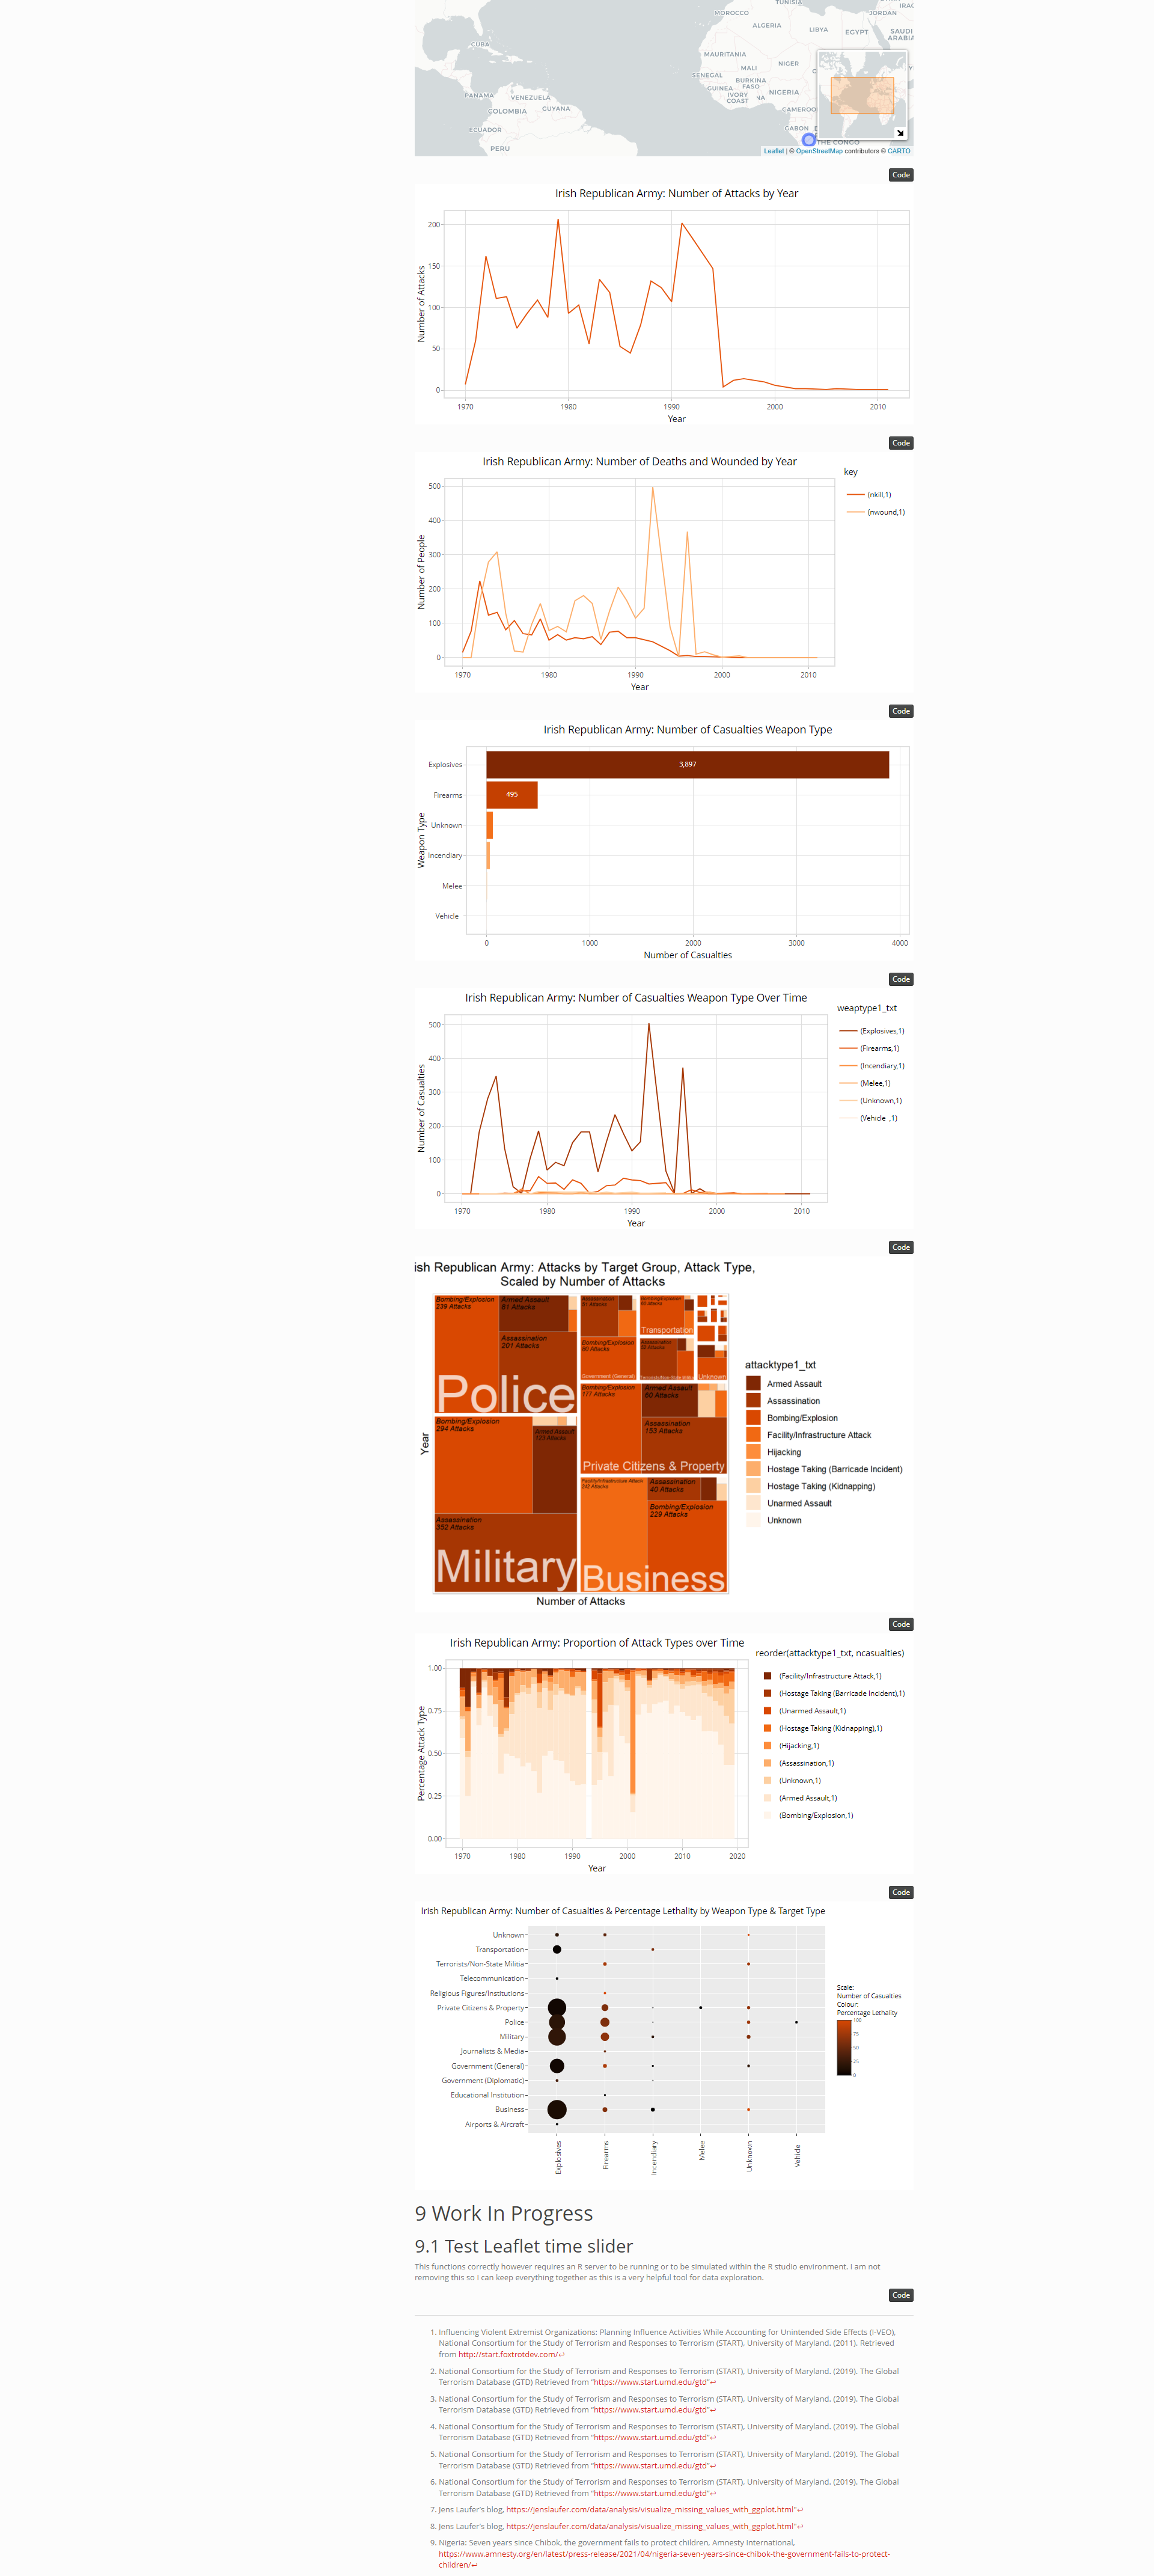 TUNISIA
MOROCCO
JORDAN
IRAQ
ALGERIA
LIBYA
EGYPT
SAUDI
ARABIA
CUBA
MAURITANIA
MALI
NIGER
SENEGAL
BURKINA
FASO
GUINEA
IVORY
COAST
NIGERIA
PANAMA
VENEZUELA
GUYANA
COLOMBIA
CAMEROO
ECUADOR
GABON
THE CONGO
PERU
Leaflet | © OpenStreetMap contributors © CARTO
Code
Irish Republican Army: Number of Attacks by Year
Number of Attacks
200
150
100
50
0
1970 1980 1990 2000 2010
Year
Code
Irish Republican Army: Number of Deaths and Wounded by Year
key
(nkill,1)
(nwound,1)
Number of People
500
400
300
200
100
0
1970 1980 1990 2000 2010
Year
Code
Irish Republican Army: Number of Casualties Weapon Type
Weapon Type
Explosives 3,897
Firearms 495
Unknown
Incendiary
Melee
Vehicle
0 1000 2000 3000 4000
Number of Casualties
Code
Irish Republican Army: Number of Casualties Weapon Type Over Time
weaptype1_txt
(Explosives,1)
(Firearms,1)
(Incendiary,1)
(Melee,1)
(Unknown,1)
(Vehicle ,1)
Number of Casualties
500
400
300
200
100
0
1970 1980 1990 2000 2010
Year
Code
ish Republican Army: Attacks by Target Group, Attack Type,
Scaled by Number of Attacks
Year
Bombing/Explosion
239 Attacks
Armed Assault
81 Attacks
Assassination
201 Attacks
Police
Bombing/Explosion
294 Attacks
Armed Assault
Assassination
352 Attacks
Military
Assassination
Bombing/Explosion
Government (General)
Transportation
Unknown
Bombing/Explosion
177 Attacks
Armed Assault
60 Attacks
Assassination
153 Attacks
Private Citizens & Property
Facility/Infrastructure Attack
Assassination
40 Attacks
Bombing/Explosion
229 Attacks
Business
Number of Attacks
attacktype1_txt
Armed Assault
Assassination
Bombing/Explosion
Facility/Infrastructure Attack
Hijacking
Hostage Taking (Barricade Incident)
Hostage Taking (Kidnapping)
Unarmed Assault
Unknown
Code
Irish Republican Army: Proportion of Attack Types over Time
reorder(attacktype1_txt, ncasualties)
(Facility/Infrastructure Attack,1)
(Hostage Taking (Barricade Incident),1)
(Unarmed Assault,1)
(Hostage Taking (Kidnapping),1)
(Hijacking,1)
(Assassination,1)
(Unknown,1)
(Armed Assault,1)
(Bombing/Explosion,1)
Percentage Attack Type
1.00
0.75
0.50
0.25
0.00
1970 1980 1990 2000 2010 2020
Year
Code
Irish Republican Army: Number of Casualties & Percentage Lethality by Weapon Type & Target Type
Unknown
Transportation
Terrorists/Non-State Militia
Telecommunication
Religious Figures/Institutions
Private Citizens & Property
Police
Military
Journalists & Media
Government (General)
Government (Diplomatic)
Educational Institution
Business
Airports & Aircraft
Explosives
Firearms
Incendiary
Melee
Unknown
Vehicle
Scale:
Number of Casualties
Colour:
Percentage Lethality
100
75
50
25
0
9 Work In Progress
9.1 Test Leaflet time slider
This functions correctly however requires an R server to be running or to be simulated within the R studio environment. I am not
removing this so I can keep everything together as this is a very helpful tool for data exploration.
Code
1. Influencing Violent Extremist Organizations: Planning Influence Activities While Accounting for Unintended Side Effects (I-VEO),
National Consortium for the Study of Terrorism and Responses to Terrorism (START), University of Maryland. (2011). Retrieved
from http://start.foxtrotdev.com/↩
2. National Consortium for the Study of Terrorism and Responses to Terrorism (START), University of Maryland. (2019). The Global
Terrorism Database (GTD) Retrieved from "https://www.start.umd.edu/gtd"↩
3. National Consortium for the Study of Terrorism and Responses to Terrorism (START), University of Maryland. (2019). The Global
Terrorism Database (GTD) Retrieved from "https://www.start.umd.edu/gtd"↩
4. National Consortium for the Study of Terrorism and Responses to Terrorism (START), University of Maryland. (2019). The Global
Terrorism Database (GTD) Retrieved from "https://www.start.umd.edu/gtd"↩
5. National Consortium for the Study of Terrorism and Responses to Terrorism (START), University of Maryland. (2019). The Global
Terrorism Database (GTD) Retrieved from "https://www.start.umd.edu/gtd"↩
6. National Consortium for the Study of Terrorism and Responses to Terrorism (START), University of Maryland. (2019). The Global
Terrorism Database (GTD) Retrieved from "https://www.start.umd.edu/gtd"↩
7. Jens Laufer's blog, https://jenslaufer.com/data/analysis/visualize_missing_values_with_ggplot.html"↩
8. Jens Laufer's blog, https://jenslaufer.com/data/analysis/visualize_missing_values_with_ggplot.html"↩
9. Nigeria: Seven years since Chibok, the government fails to protect children, Amnesty International,
https://www.amnesty.org/en/latest/press-release/2021/04/nigeria-seven-years-since-chibok-the-government-fails-to-protect-
children/↩